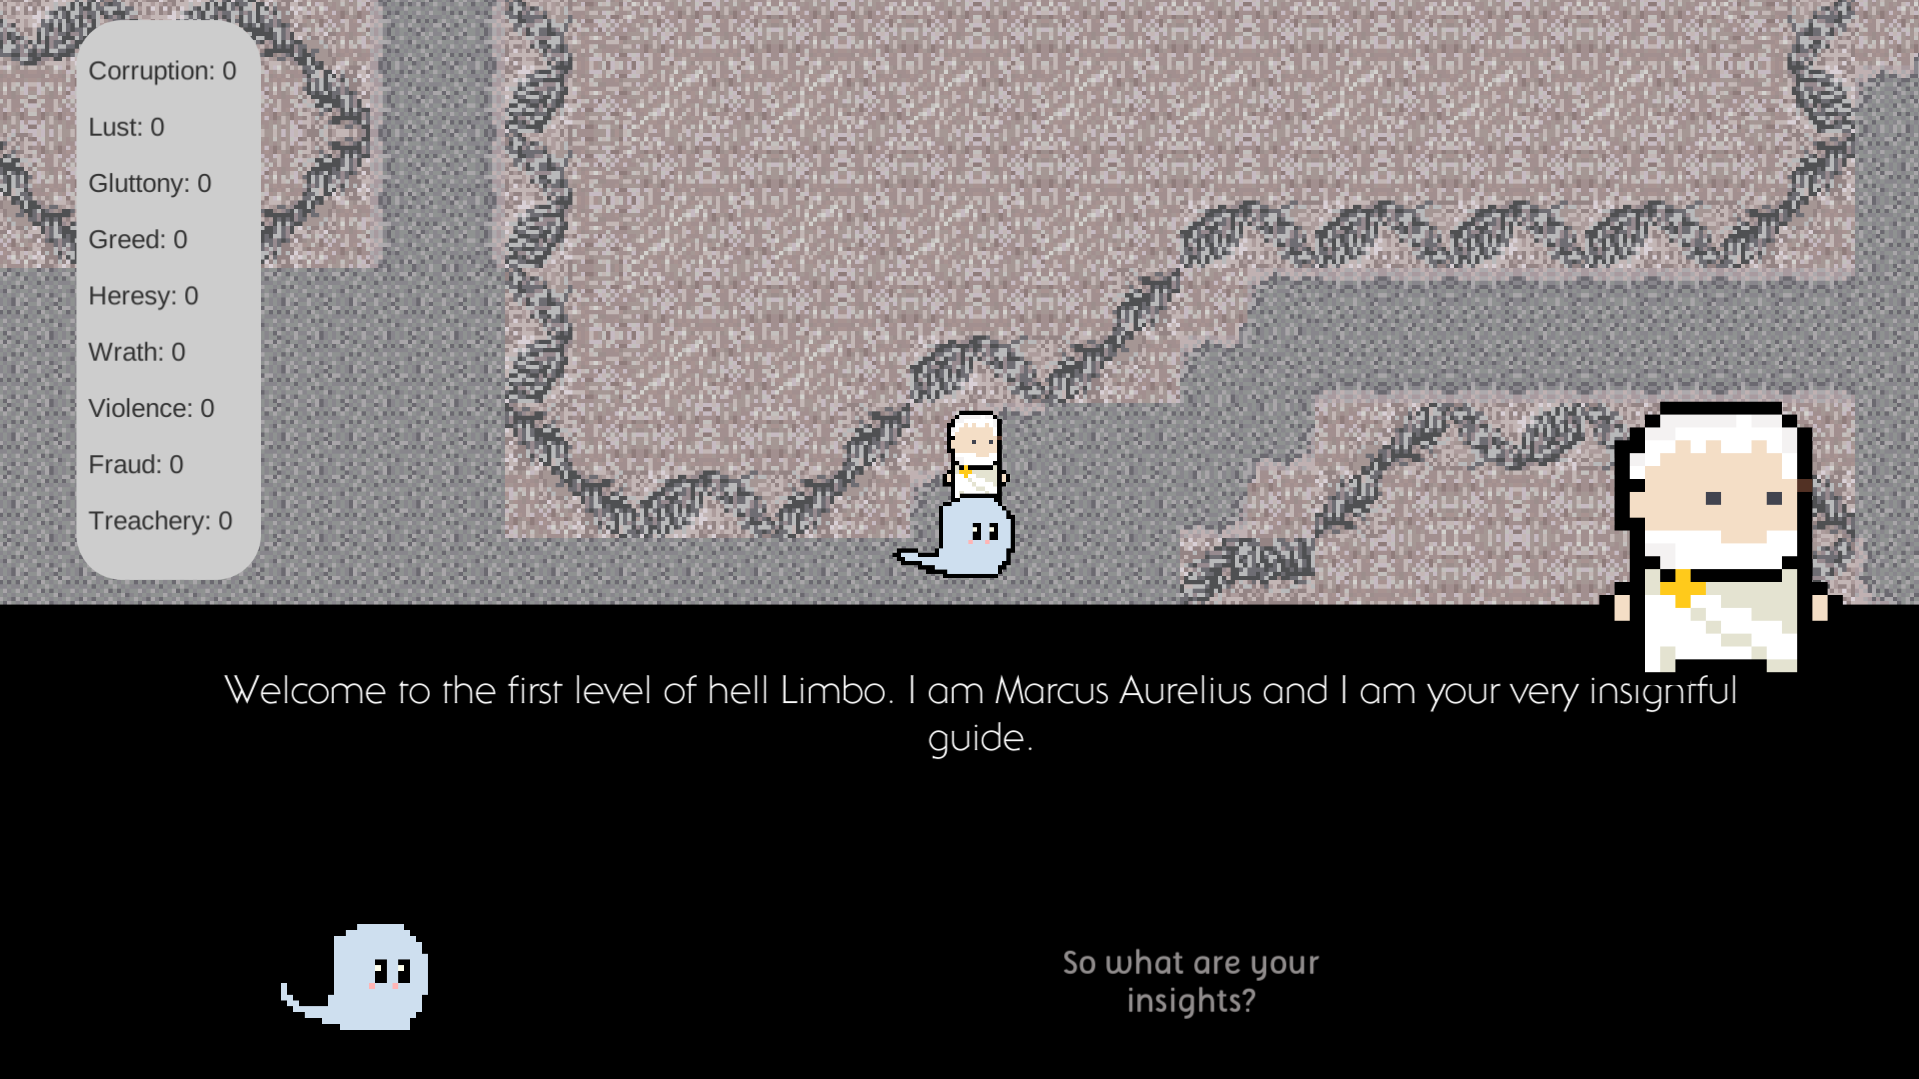 Corruption: 0
Lust: 0
Gluttony: 0
Greed: 0
Heresy: 0
Wrath: 0
Violence: 0
Fraud: 0
Treachery: 0
Welcome to the first level of hell Limbo. I am Marcus Aurelius and I am your very insightful
guide.
So what are your
insights?